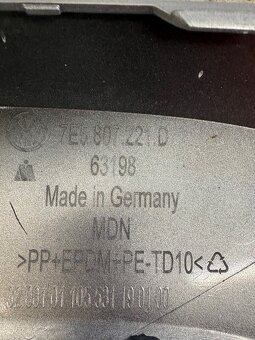 7E5 807 221 D
63198
Made in Germany
MDN
>PP+EPDM+PE-TD10<